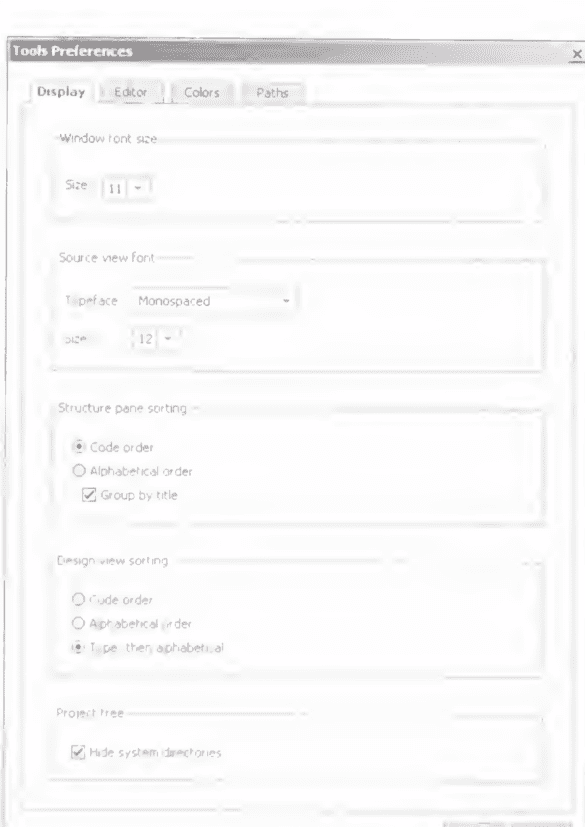 Tools Preferences
Display Editor Colors Paths
Window font size
Size 11
Source view font
Typeface Monospaced
Size 12
Structure pane sorting
Code order
Alphabetical order
Group by title
Design view sorting
Code order
Alphabetical order
Type, then alphabetical
Project tree
Hide system directories